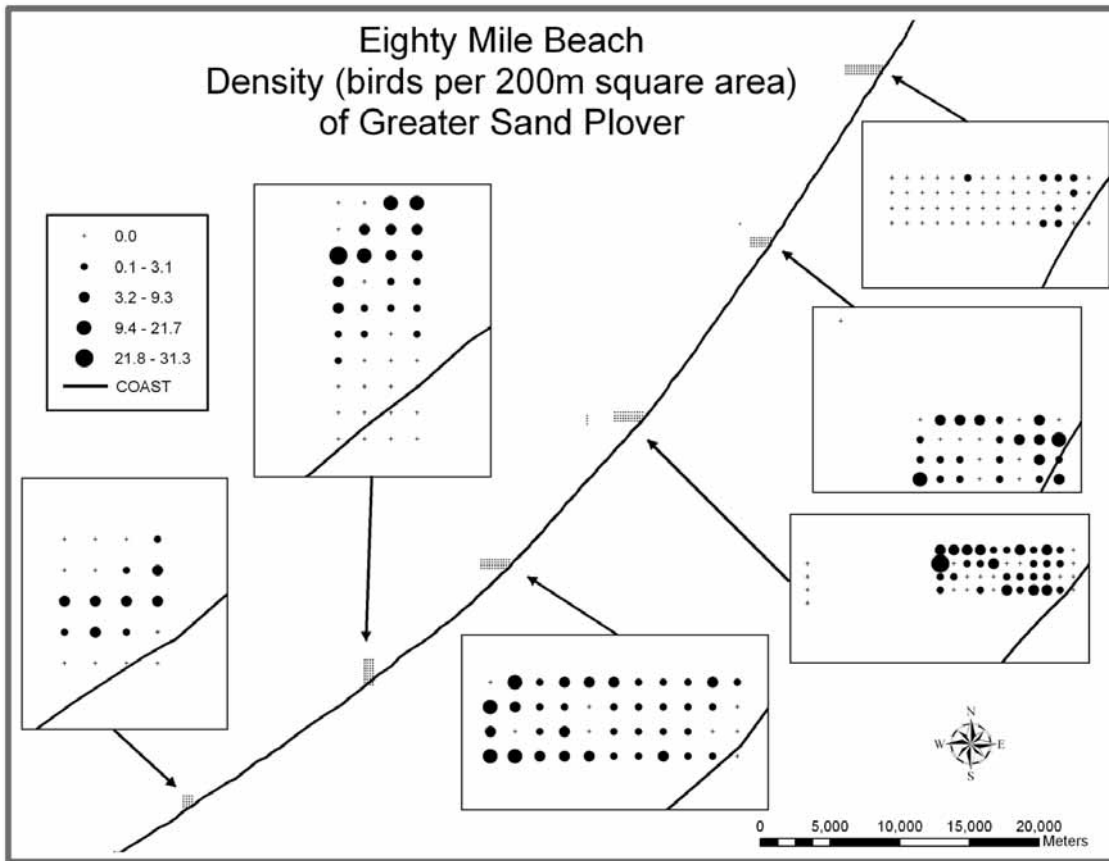 Eighty Mile Beach
Density (birds per 200m square area)
of Greater Sand Plover
0.0
0.1 - 3.1
3.2 - 9.3
9.4 - 21.7
21.8 - 31.3
COAST
N
W E
S
0 5,000 10,000 15,000 20,000
Meters